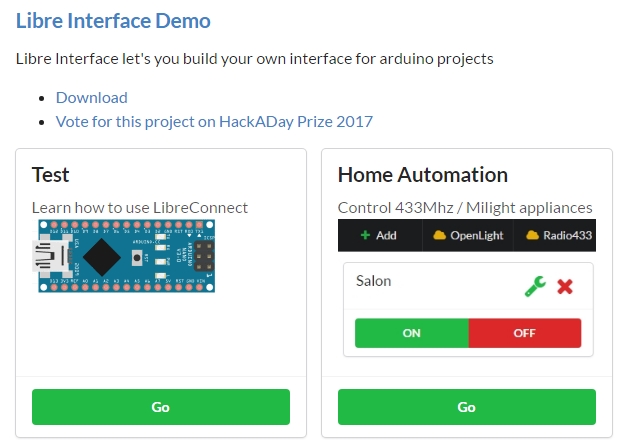 Libre Interface Demo
Libre Interface let's you build your own interface for arduino projects
Download
Vote for this project on HackADay Prize 2017
Test
Learn how to use LibreConnect
Home Automation
Control 433Mhz / Milight appliances
Add
OpenLight
Radio433
Salon
ON
OFF
Go
Go